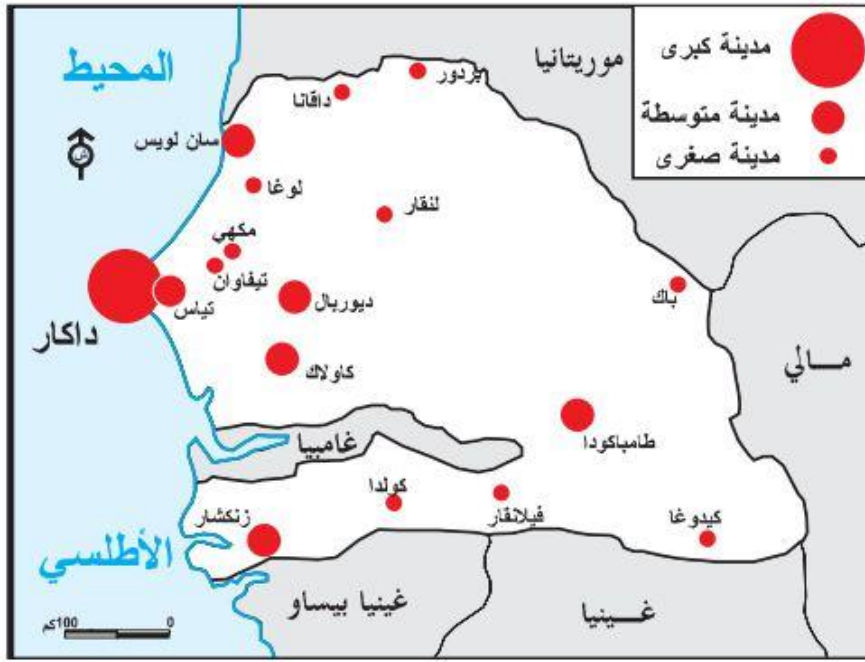 مدينة كبرى
مدينة متوسطة
مدينة صغرى
المحيط
موريتانيا
بردور
داقانا
سان لويس
ش
لوغا
لنقار
مكهي
تيفاوان
باك
ديوربال
تياس
داكار
كاولاك
مـــالي
طامباكودا
غامبيا
كولدا
فيلانقار
كيدوغا
زنكشار
الأطلسي
غينيا بيساو
غـــينيا
100كم
0